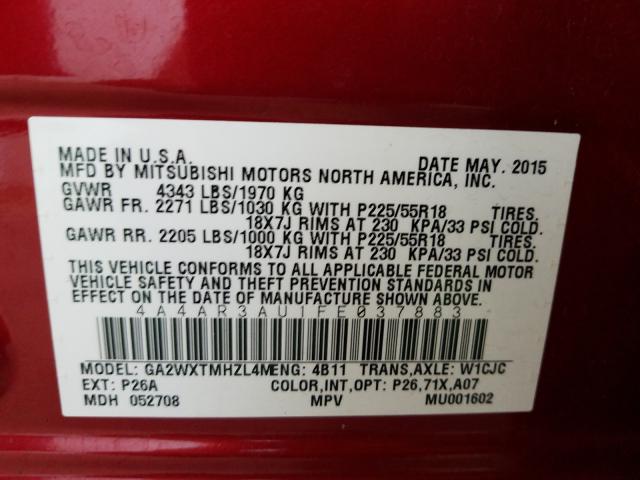 MADE IN U.S.A. DATE MAY. 2015
MFD BY MITSUBISHI MOTORS NORTH AMERICA, INC.
GVWR 4343 LBS/1970 KG
GAWR FR. 2271 LBS/1030 KG WITH P225/55R18 TIRES.
18X7J RIMS AT 230 KPA/33 PSI COLD.
GAWR RR. 2205 LBS/1000 KG WITH P225/55R18 TIRES.
18X7J RIMS AT 230 KPA/33 PSI COLD.
THIS VEHICLE CONFORMS TO ALL APPLICABLE FEDERAL MOTOR
VEHICLE SAFETY AND THEFT PREVENTION STANDARDS IN
EFFECT ON THE DATE OF MANUFACTURE SHOWN ABOVE.
4A4AR3AU1FE037883
MODEL: GA2WXTMHZL4MENG: 4B11 TRANS,AXLE: W1CJC
EXT: P26A COLOR,INT,OPT: P26,71X,A07
MDH 052708 MPV MU001602